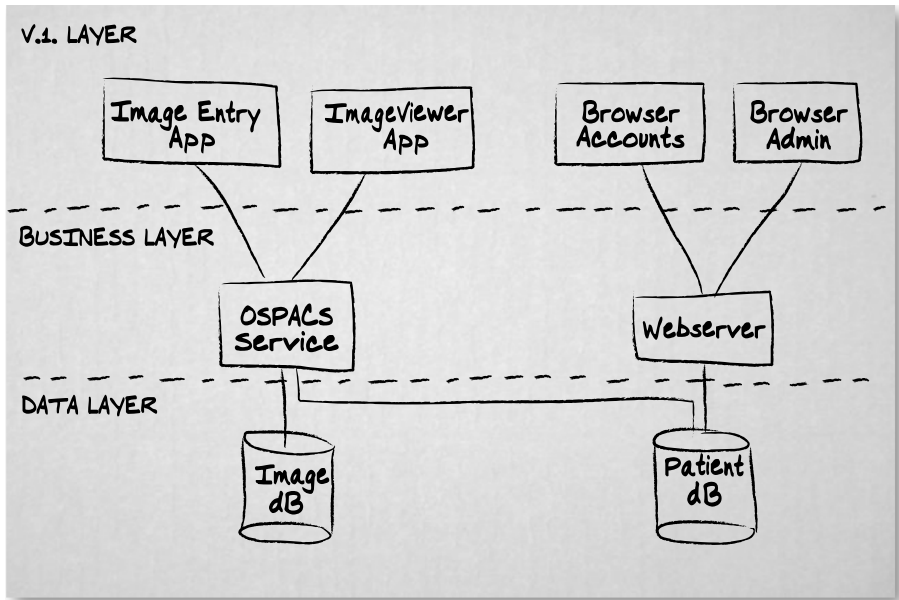 V.1. LAYER
Image Entry
App
ImageViewer
App
Browser
Accounts
Browser
Admin
BUSINESS LAYER
OSPACs
Service
Webserver
DATA LAYER
Image
dB
Patient
dB